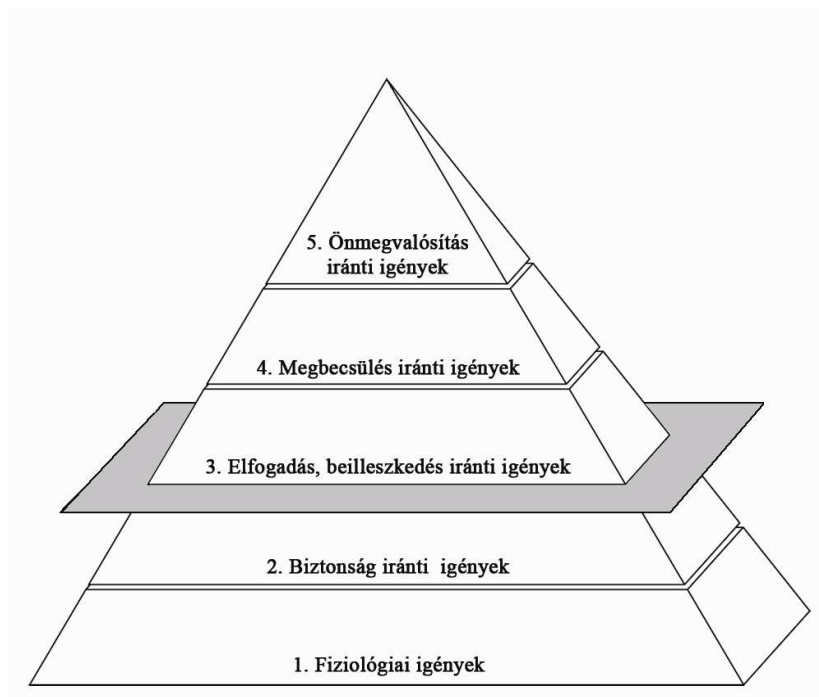 5. Önmegvalósítás
iránti igények
4. Megbecsülés iránti igények
3. Elfogadás, beilleszkedés iránti igények
2. Biztonság iránti igények
1. Fiziológiai igények